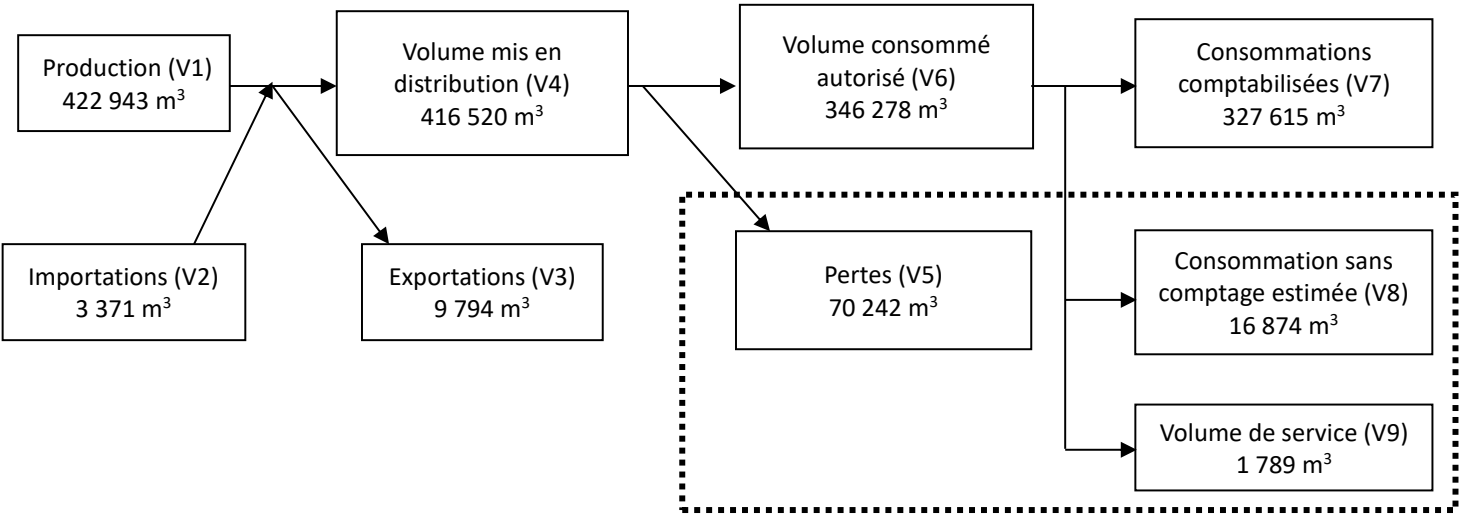 Production (V1)
422 943 m³
Volume mis en
distribution (V4)
416 520 m³
Volume consommé
autorisé (V6)
346 278 m³
Consommations
comptabilisées (V7)
327 615 m³
Importations (V2)
3 371 m³
Exportations (V3)
9 794 m³
Pertes (V5)
70 242 m³
Consommation sans
comptage estimée (V8)
16 874 m³
Volume de service (V9)
1 789 m³